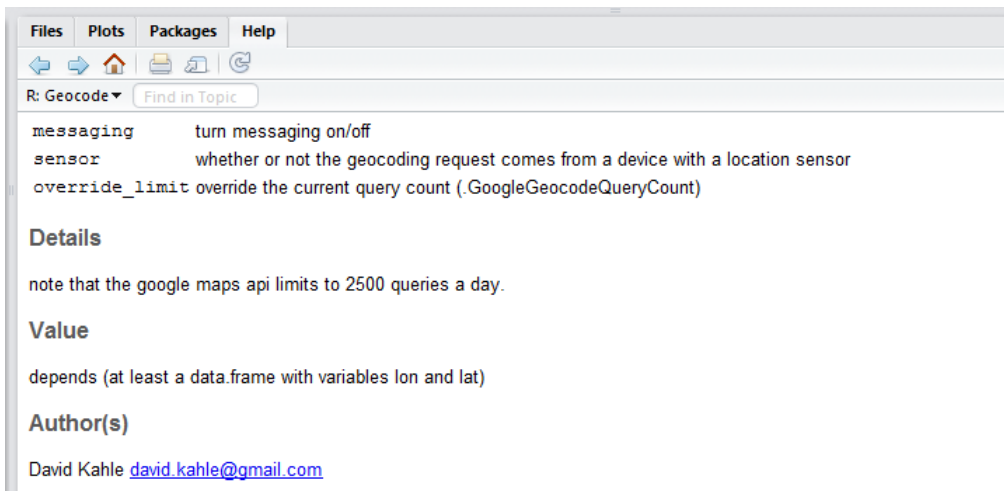 Files Plots Packages Help
R: Geocode Find in Topic
messaging turn messaging on/off
sensor whether or not the geocoding request comes from a device with a location sensor
override_limit override the current query count (.GoogleGeocodeQueryCount)
Details
note that the google maps api limits to 2500 queries a day.
Value
depends (at least a data.frame with variables lon and lat)
Author(s)
David Kahle david.kahle@gmail.com